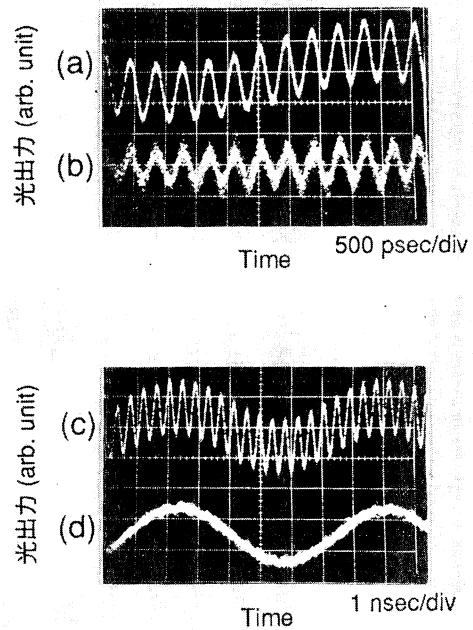 光出力 (arb. unit)
(a)
(b)
500 psec/div
Time
光出力 (arb. unit)
(c)
(d)
1 nsec/div
Time